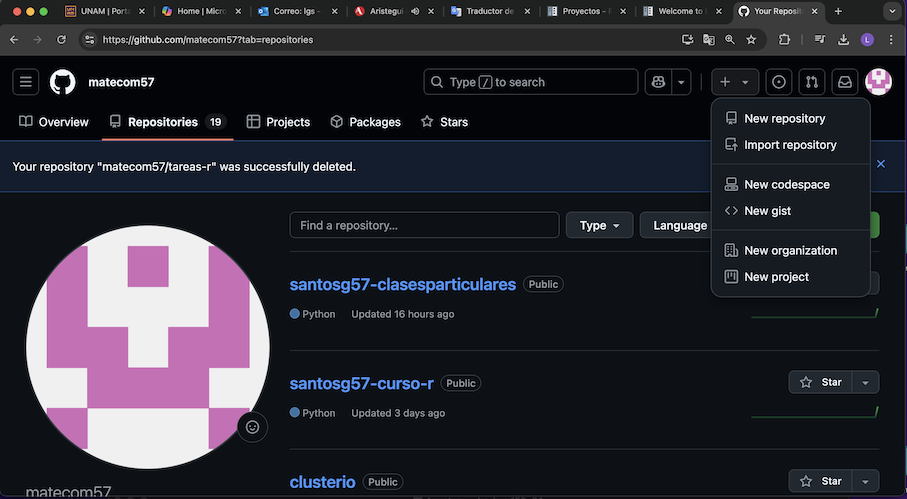 UNAM | Porta
Home | Micro
Correo: lgs -
Aristegui
Traductor de
Proyectos - F
Welcome to
Your Reposit
https://github.com/matecom57?tab=repositories
L
matecom57
Type / to search
Overview
Repositories 19
Projects
Packages
Stars
New repository
Import repository
New codespace
New gist
New organization
New project
Your repository "matecom57/tareas-r" was successfully deleted.
Find a repository...
Type
Language
santosg57-clasesparticulares Public
Python Updated 16 hours ago
santosg57-curso-r Public
Star
Python Updated 3 days ago
clusterio Public
Star
matecom57